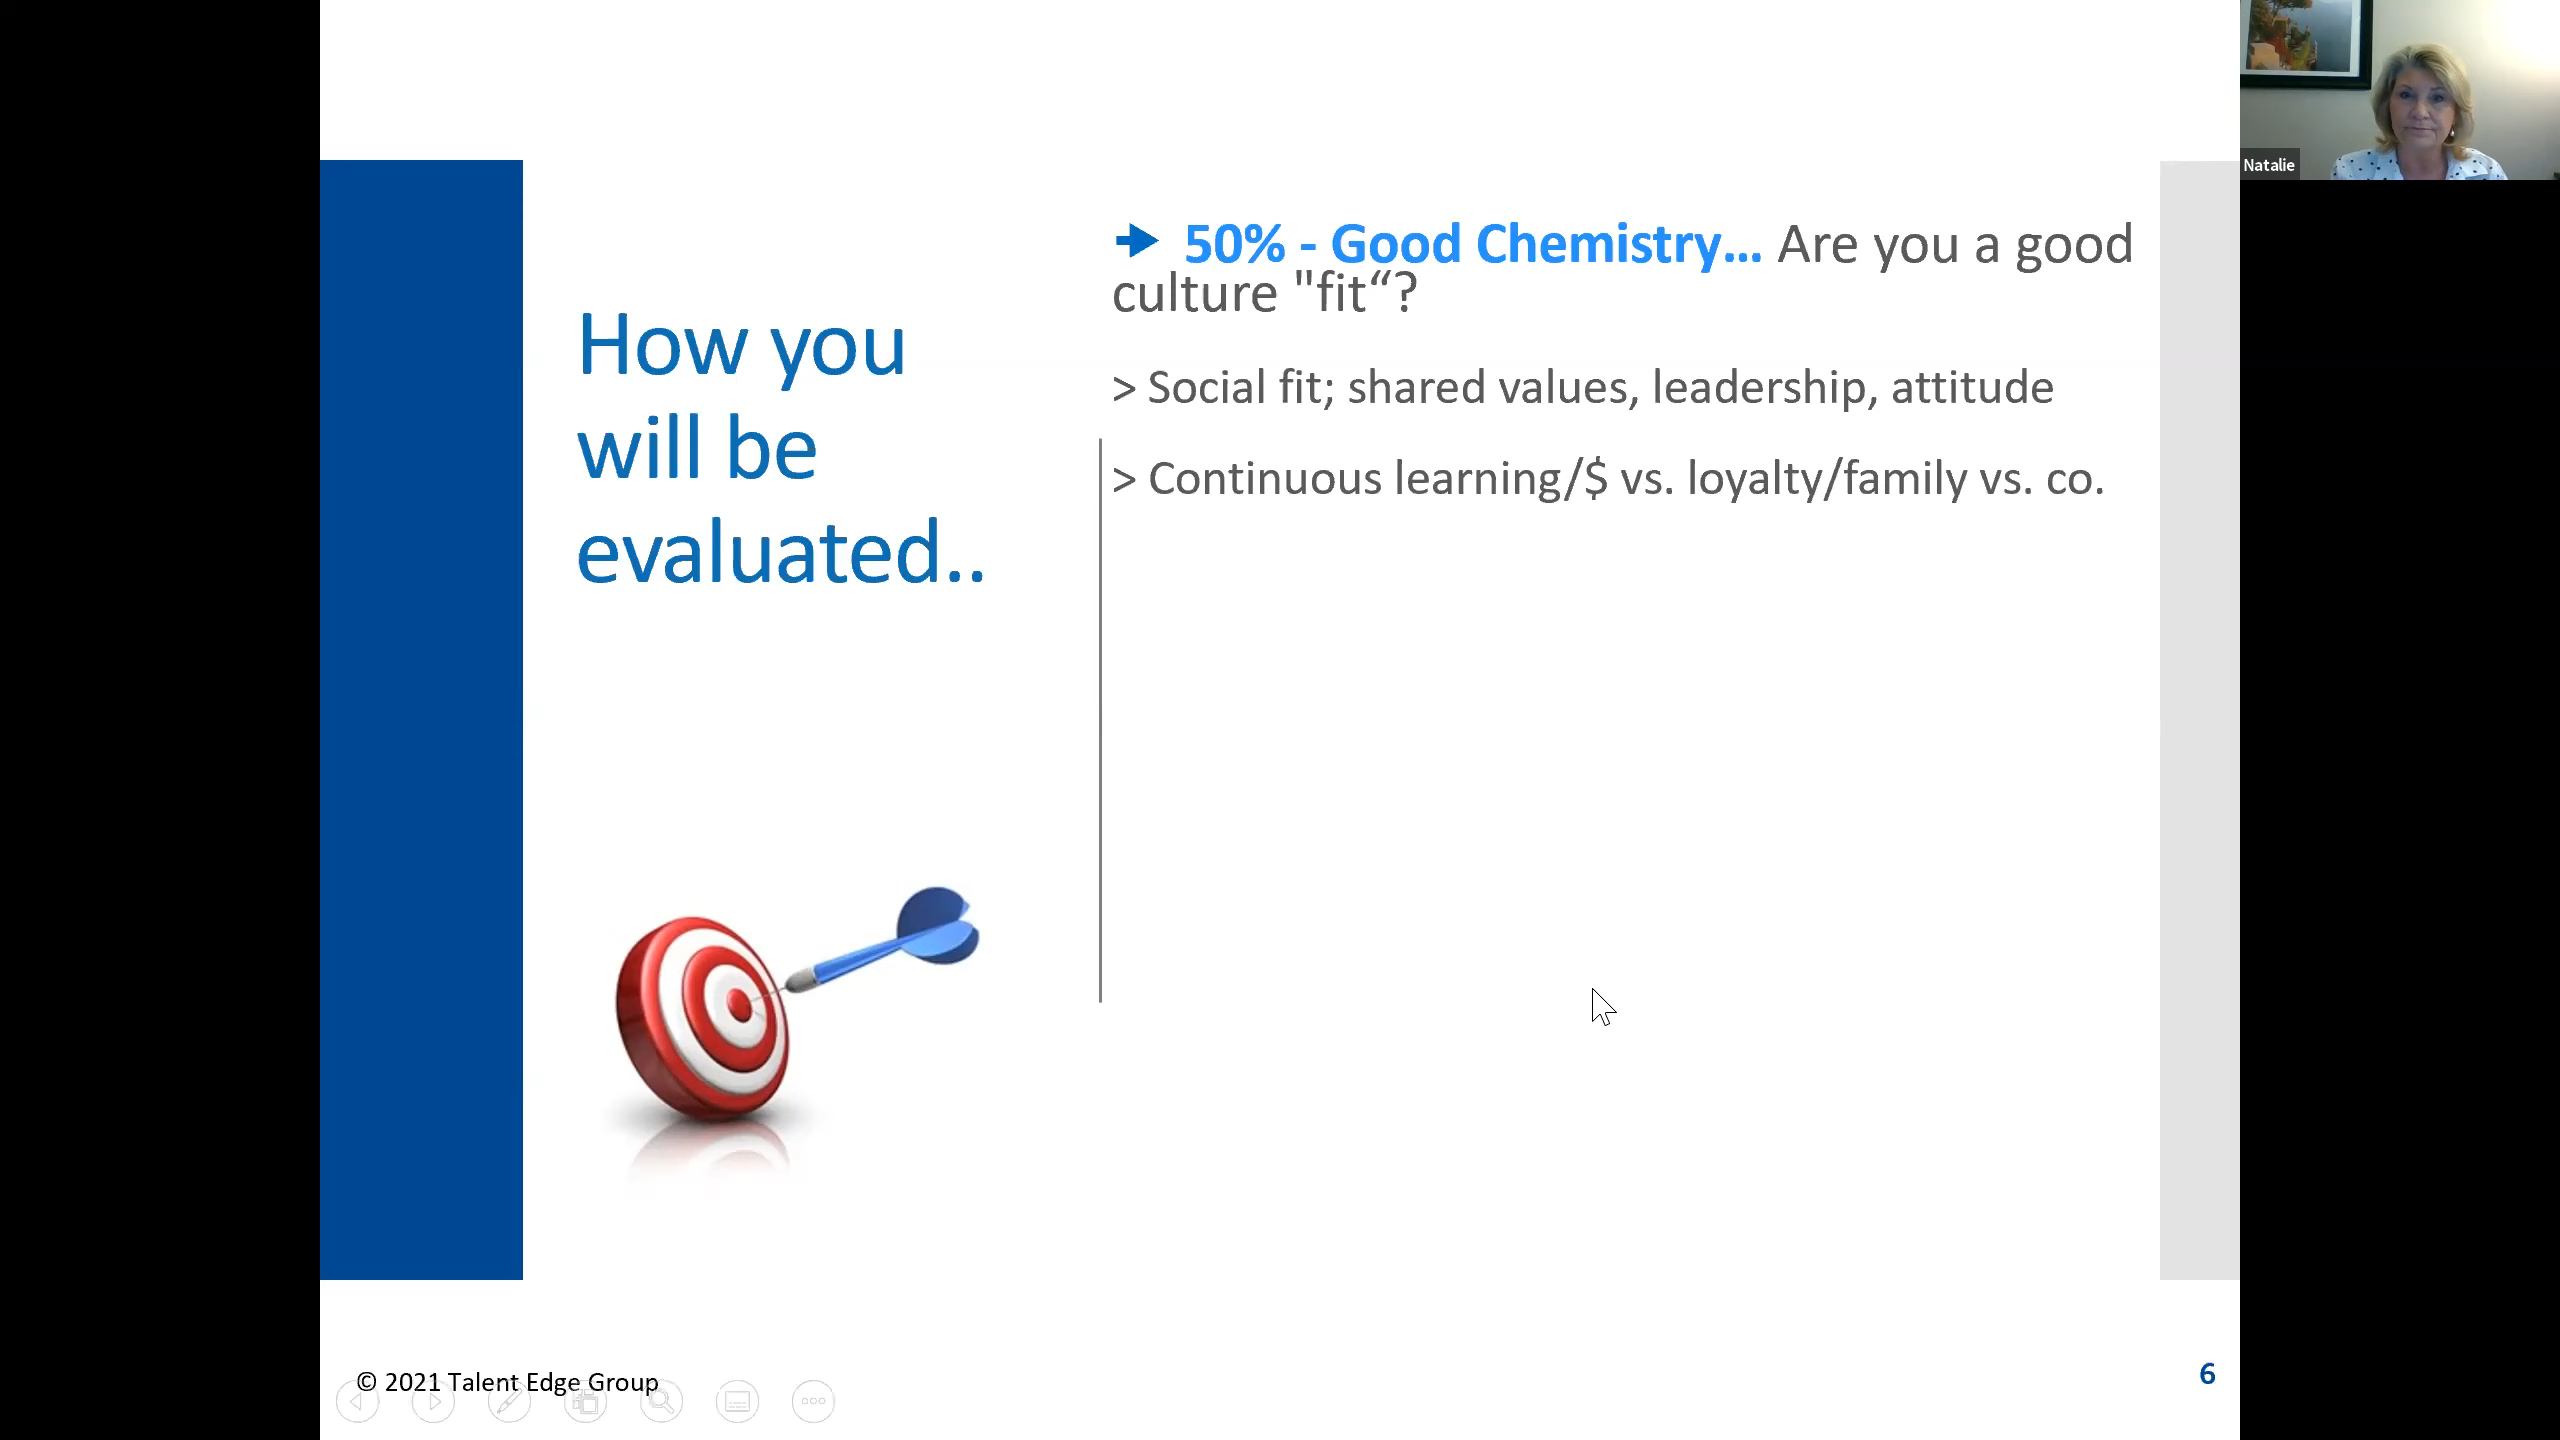 How you
will be
evaluated..
50% - Good Chemistry... Are you a good
culture "fit“?
> Social fit; shared values, leadership, attitude
> Continuous learning/$ vs. loyalty/family vs. co.
Natalie
© 2021 Talent Edge Group
6